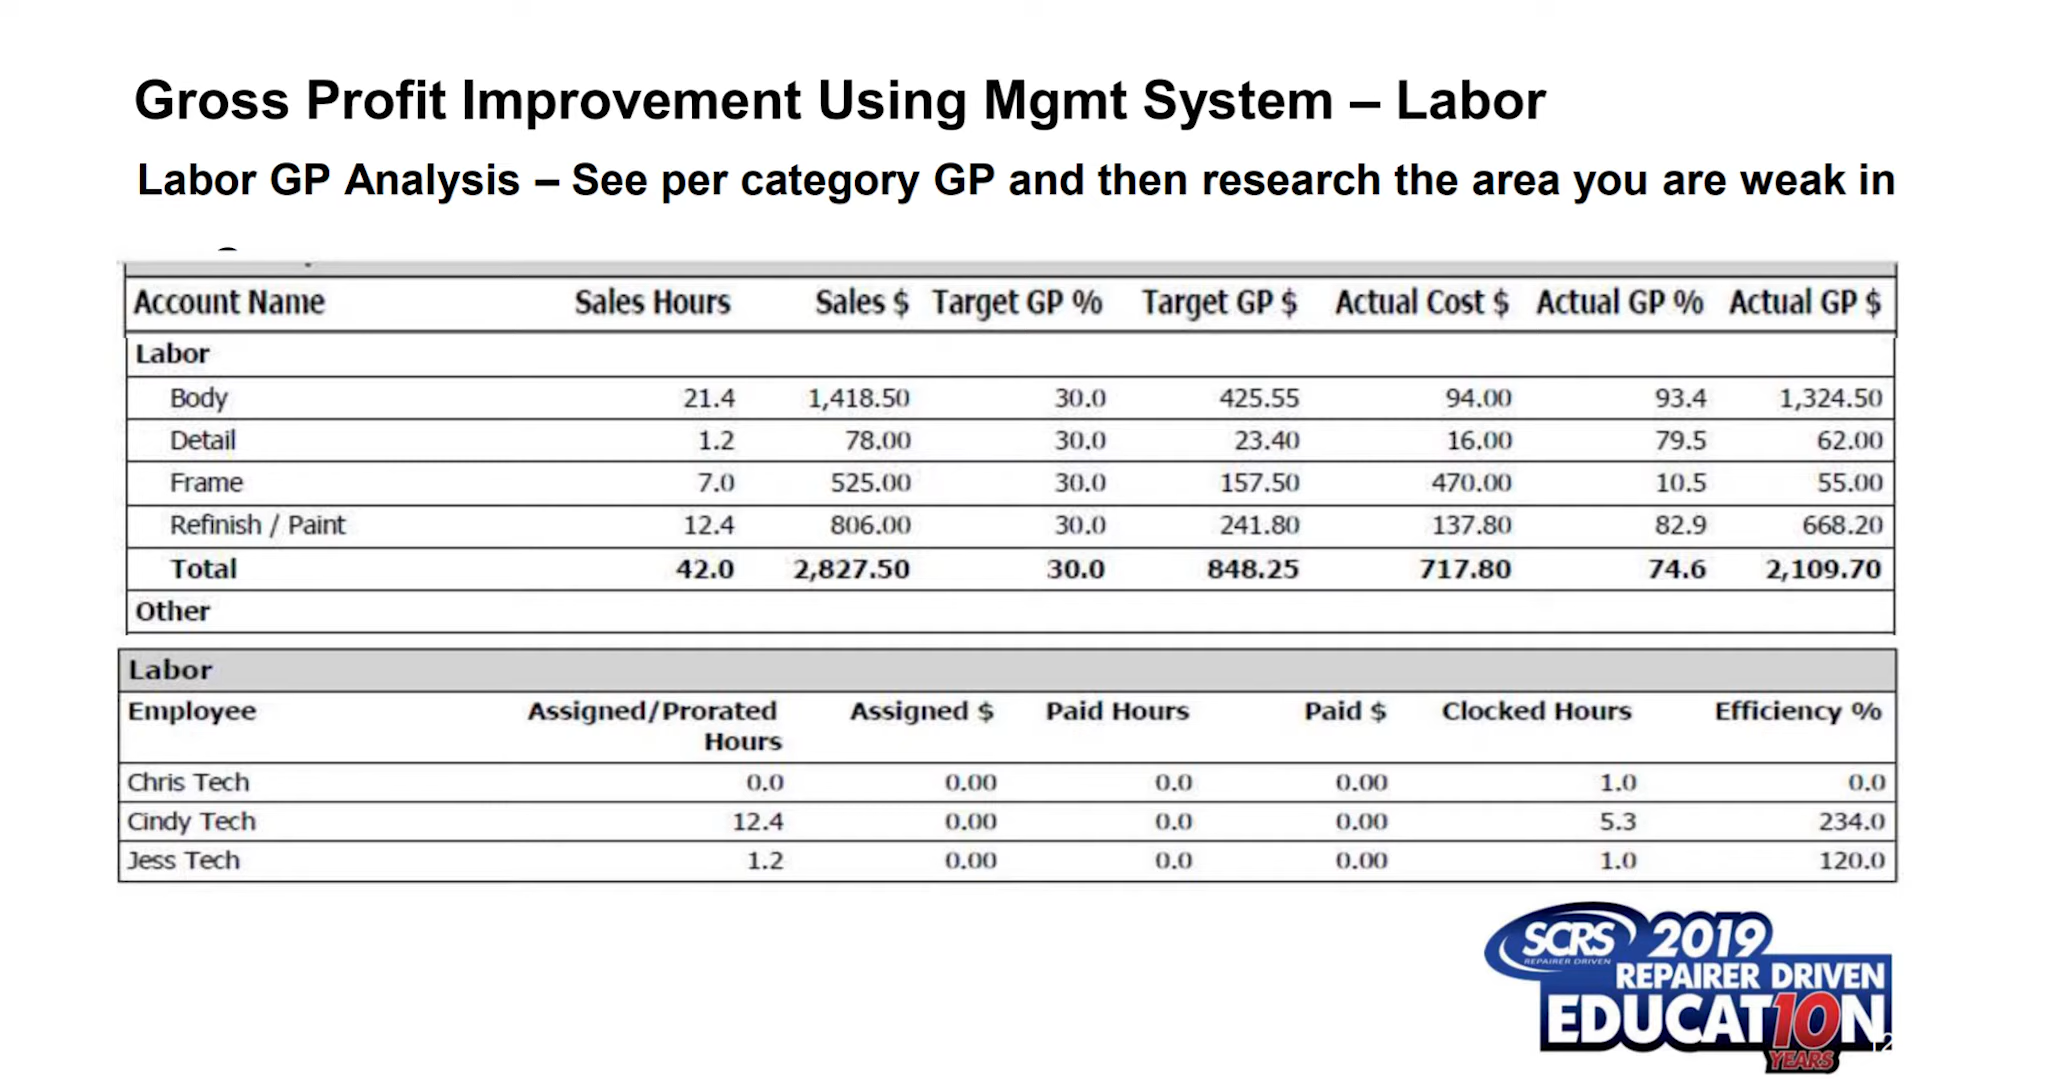 Gross Profit Improvement Using Mgmt System – Labor
Labor GP Analysis – See per category GP and then research the area you are weak in
Account Name Sales Hours Sales $ Target GP % Target GP $ Actual Cost $ Actual GP % Actual GP $
Labor
Body 21.4 1,418.50 30.0 425.55 94.00 93.4 1,324.50
Detail 1.2 78.00 30.0 23.40 16.00 79.5 62.00
Frame 7.0 525.00 30.0 157.50 470.00 10.5 55.00
Refinish / Paint 12.4 806.00 30.0 241.80 137.80 82.9 668.20
Total 42.0 2,827.50 30.0 848.25 717.80 74.6 2,109.70
Other
Labor
Employee Assigned/Prorated Assigned $ Paid Hours Paid $ Clocked Hours Efficiency %
Hours
Chris Tech 0.0 0.00 0.0 0.00 1.0 0.0
Cindy Tech 12.4 0.00 0.0 0.00 5.3 234.0
Jess Tech 1.2 0.00 0.0 0.00 1.0 120.0
SCRS 2019
REPAIRER DRIVEN
REPAIRER DRIVEN
EDUCAT10N
YEARS
12